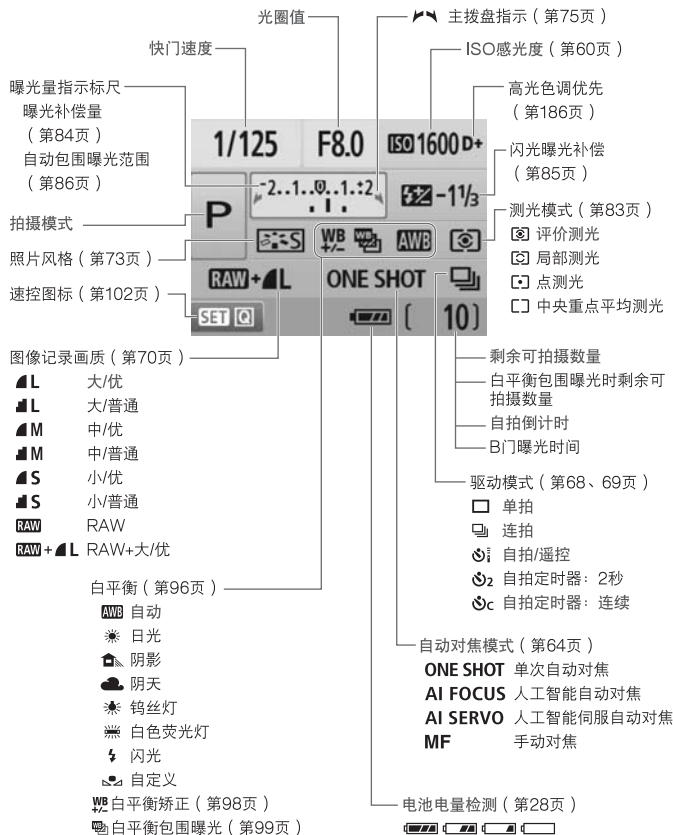 光圈值
主拨盘指示（第75页）
快门速度
ISO感光度（第60页）
曝光量指示标尺
曝光补偿量
（第84页）
自动包围曝光范围
（第86页）
高光色调优先
（第186页）
1/125 F8.0 ISO 1600 D+
闪光曝光补偿
（第85页）
-2..1..0..1.:2
-1⅓
拍摄模式
P
测光模式（第83页）
评价测光
局部测光
点测光
中央重点平均测光
照片风格（第73页）
S WB +/- WB AWB
速控图标（第102页）
RAW+L ONE SHOT
SET Q
[ 10]
图像记录画质（第70页）
L 大/优
L 大/普通
M 中/优
M 中/普通
S 小/优
S 小/普通
RAW RAW
RAW+L RAW+大/优
剩余可拍摄数量
白平衡包围曝光时剩余可
拍摄数量
自拍倒计时
B门曝光时间
驱动模式（第68、69页）
单拍
连拍
自拍/遥控
2 自拍定时器：2秒
C 自拍定时器：连续
白平衡（第96页）
AWB 自动
日光
阴影
阴天
钨丝灯
白色荧光灯
闪光
自定义
WB +/- 白平衡矫正（第98页）
白平衡包围曝光（第99页）
自动对焦模式（第64页）
ONE SHOT 单次自动对焦
AI FOCUS 人工智能自动对焦
AI SERVO 人工智能伺服自动对焦
MF 手动对焦
电池电量检测（第28页）